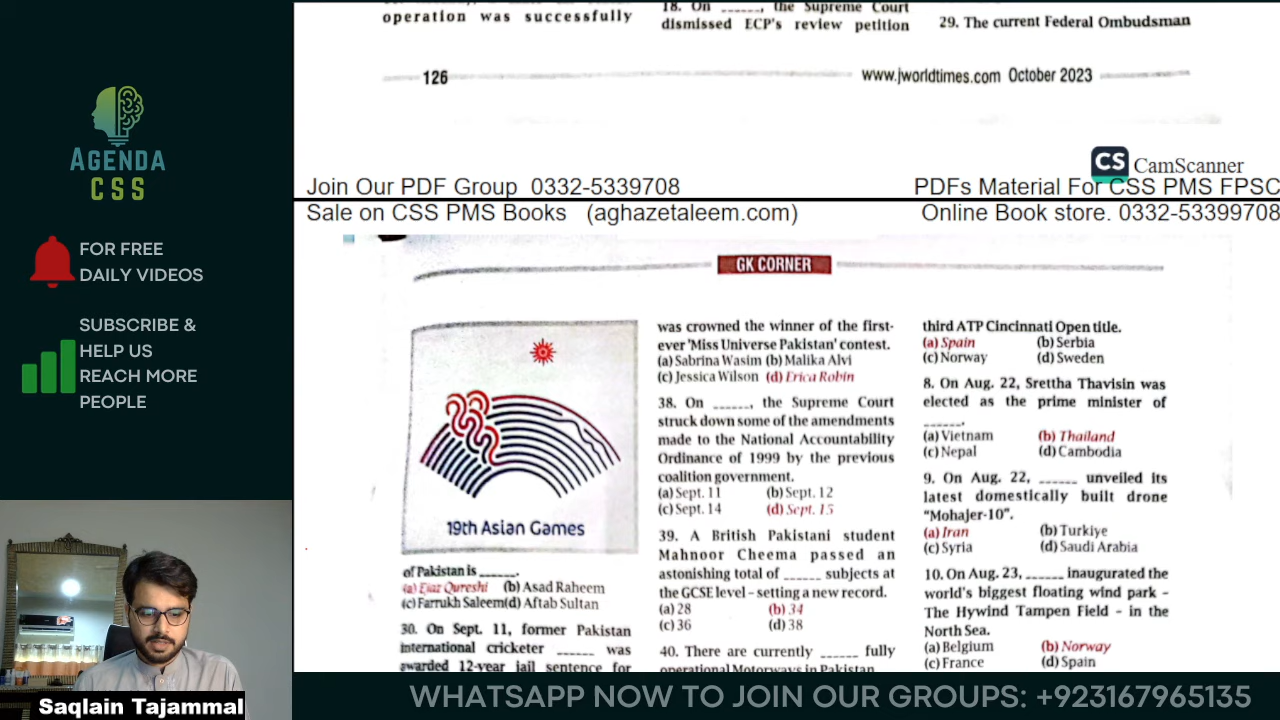 AGENDA
CSS
FOR FREE
DAILY VIDEOS
SUBSCRIBE &
HELP US
REACH MORE
PEOPLE
Saqlain Tajammal
operation was successfully
18. On ______, the Supreme Court
dismissed ECP's review petition
29. The current Federal Ombudsman
126
www.jworldtimes.com October 2023
CS CamScanner
Join Our PDF Group 0332-5339708
PDFs Material For CSS PMS FPSC
Sale on CSS PMS Books (aghazetaleem.com)
Online Book store. 0332-53399708
GK CORNER
19th Asian Games
of Pakistan is ______.
(a) Ejaz Qureshi (b) Asad Raheem
(c) Farrukh Saleem(d) Aftab Sultan
30. On Sept. 11, former Pakistan
international cricketer ______ was
awarded 12-year jail sentence for
was crowned the winner of the first-
ever 'Miss Universe Pakistan' contest.
(a) Sabrina Wasim (b) Malika Alvi
(c) Jessica Wilson (d) Erica Robin
38. On ______, the Supreme Court
struck down some of the amendments
made to the National Accountability
Ordinance of 1999 by the previous
coalition government.
(a) Sept. 11 (b) Sept. 12
(c) Sept. 14 (d) Sept. 15
39. A British Pakistani student
Mahnoor Cheema passed an
astonishing total of ______ subjects at
the GCSE level – setting a new record.
(a) 28 (b) 34
(c) 36 (d) 38
40. There are currently ______ fully
operational Motorways in Pakistan
third ATP Cincinnati Open title.
(a) Spain (b) Serbia
(c) Norway (d) Sweden
8. On Aug. 22, Srettha Thavisin was
elected as the prime minister of
______.
(a) Vietnam (b) Thailand
(c) Nepal (d) Cambodia
9. On Aug. 22, ______ unveiled its
latest domestically built drone
"Mohajer-10".
(a) Iran (b) Turkiye
(c) Syria (d) Saudi Arabia
10. On Aug. 23, ______ inaugurated the
world's biggest floating wind park –
The Hywind Tampen Field – in the
North Sea.
(a) Belgium (b) Norway
(c) France (d) Spain
WHATSAPP NOW TO JOIN OUR GROUPS: +923167965135